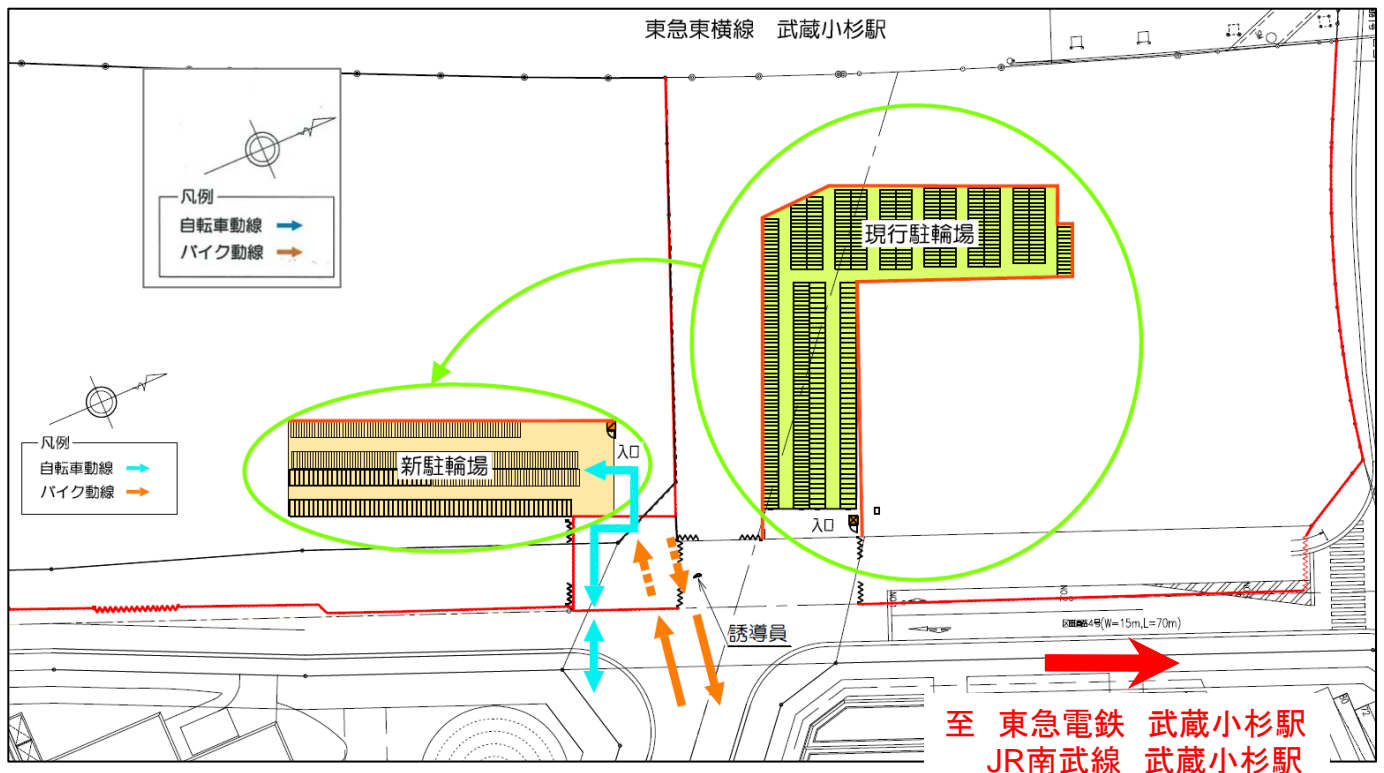 東急東横線 武蔵小杉駅
凡例
自転車動線
バイク動線
現行駐輪場
凡例
自転車動線
バイク動線
新駐輪場
入口
入口
誘導員
(W=15m,L=70m)
至 東急電鉄 武蔵小杉駅
JR南武線 武蔵小杉駅